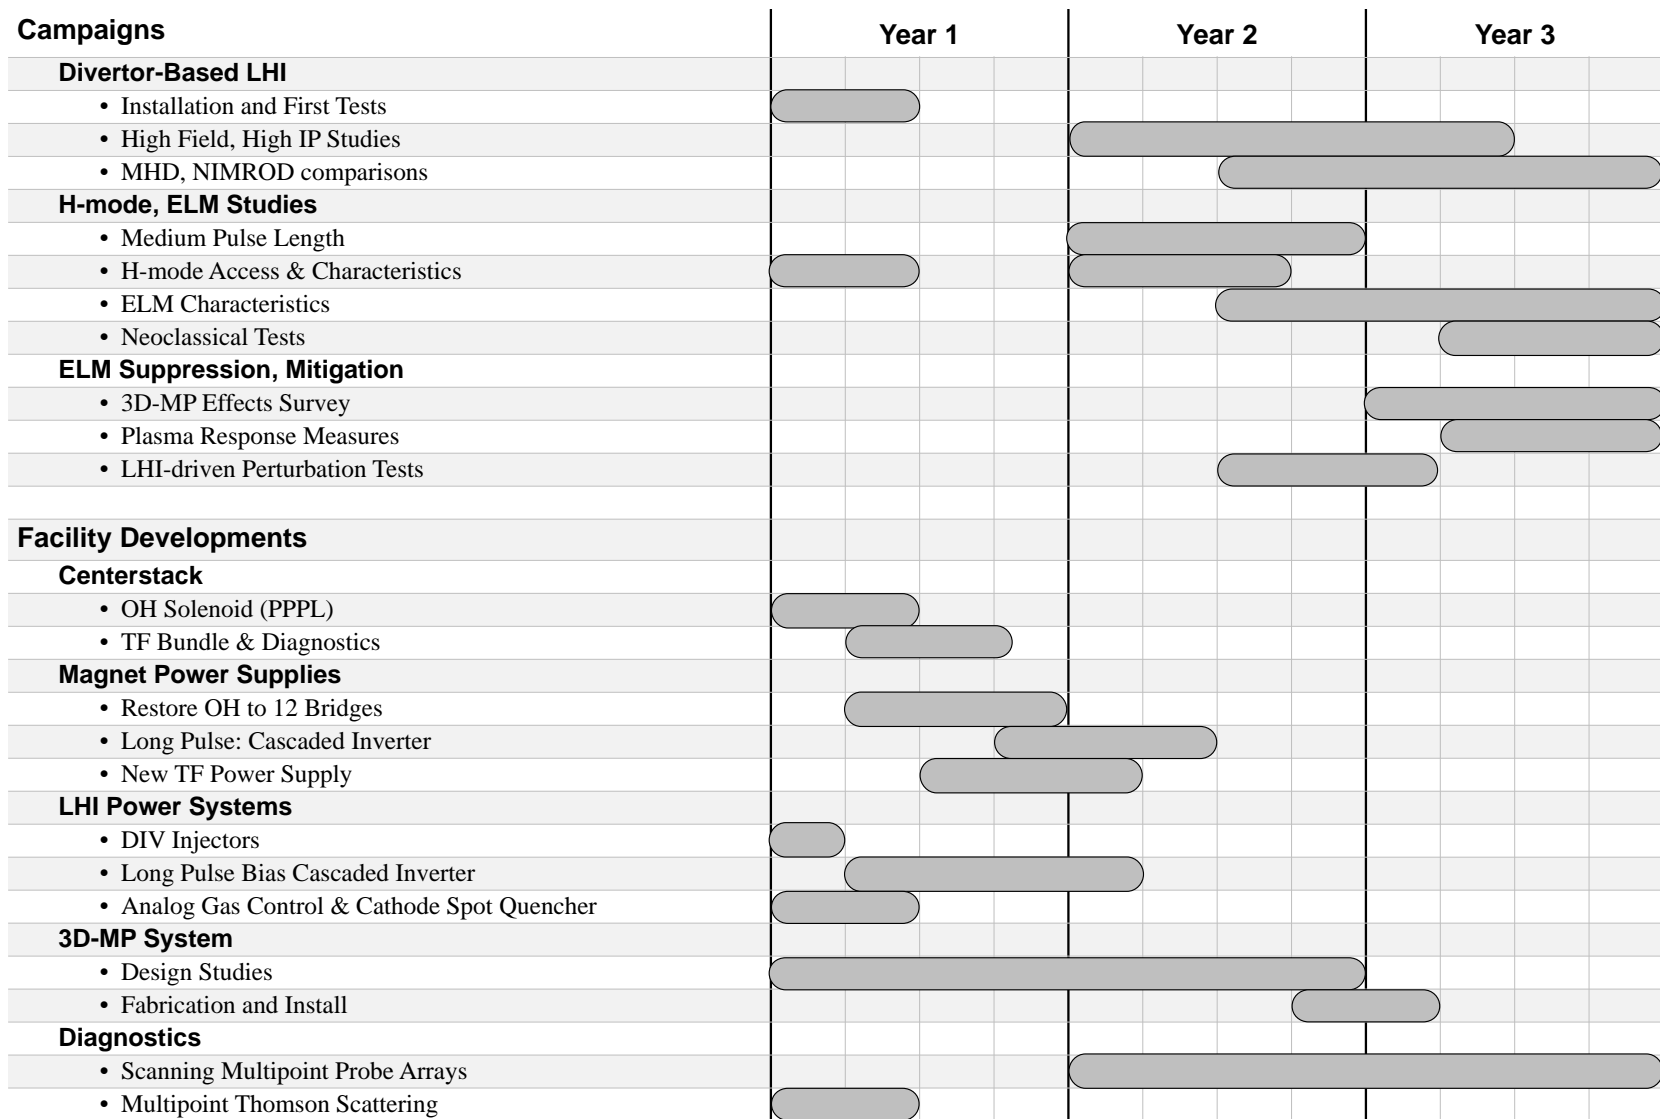 Campaigns Year 1 Year 2 Year 3
Divertor-Based LHI
• Installation and First Tests
• High Field, High IP Studies
• MHD, NIMROD comparisons
H-mode, ELM Studies
• Medium Pulse Length
• H-mode Access & Characteristics
• ELM Characteristics
• Neoclassical Tests
ELM Suppression, Mitigation
• 3D-MP Effects Survey
• Plasma Response Measures
• LHI-driven Perturbation Tests
Facility Developments
Centerstack
• OH Solenoid (PPPL)
• TF Bundle & Diagnostics
Magnet Power Supplies
• Restore OH to 12 Bridges
• Long Pulse: Cascaded Inverter
• New TF Power Supply
LHI Power Systems
• DIV Injectors
• Long Pulse Bias Cascaded Inverter
• Analog Gas Control & Cathode Spot Quencher
3D-MP System
• Design Studies
• Fabrication and Install
Diagnostics
• Scanning Multipoint Probe Arrays
• Multipoint Thomson Scattering